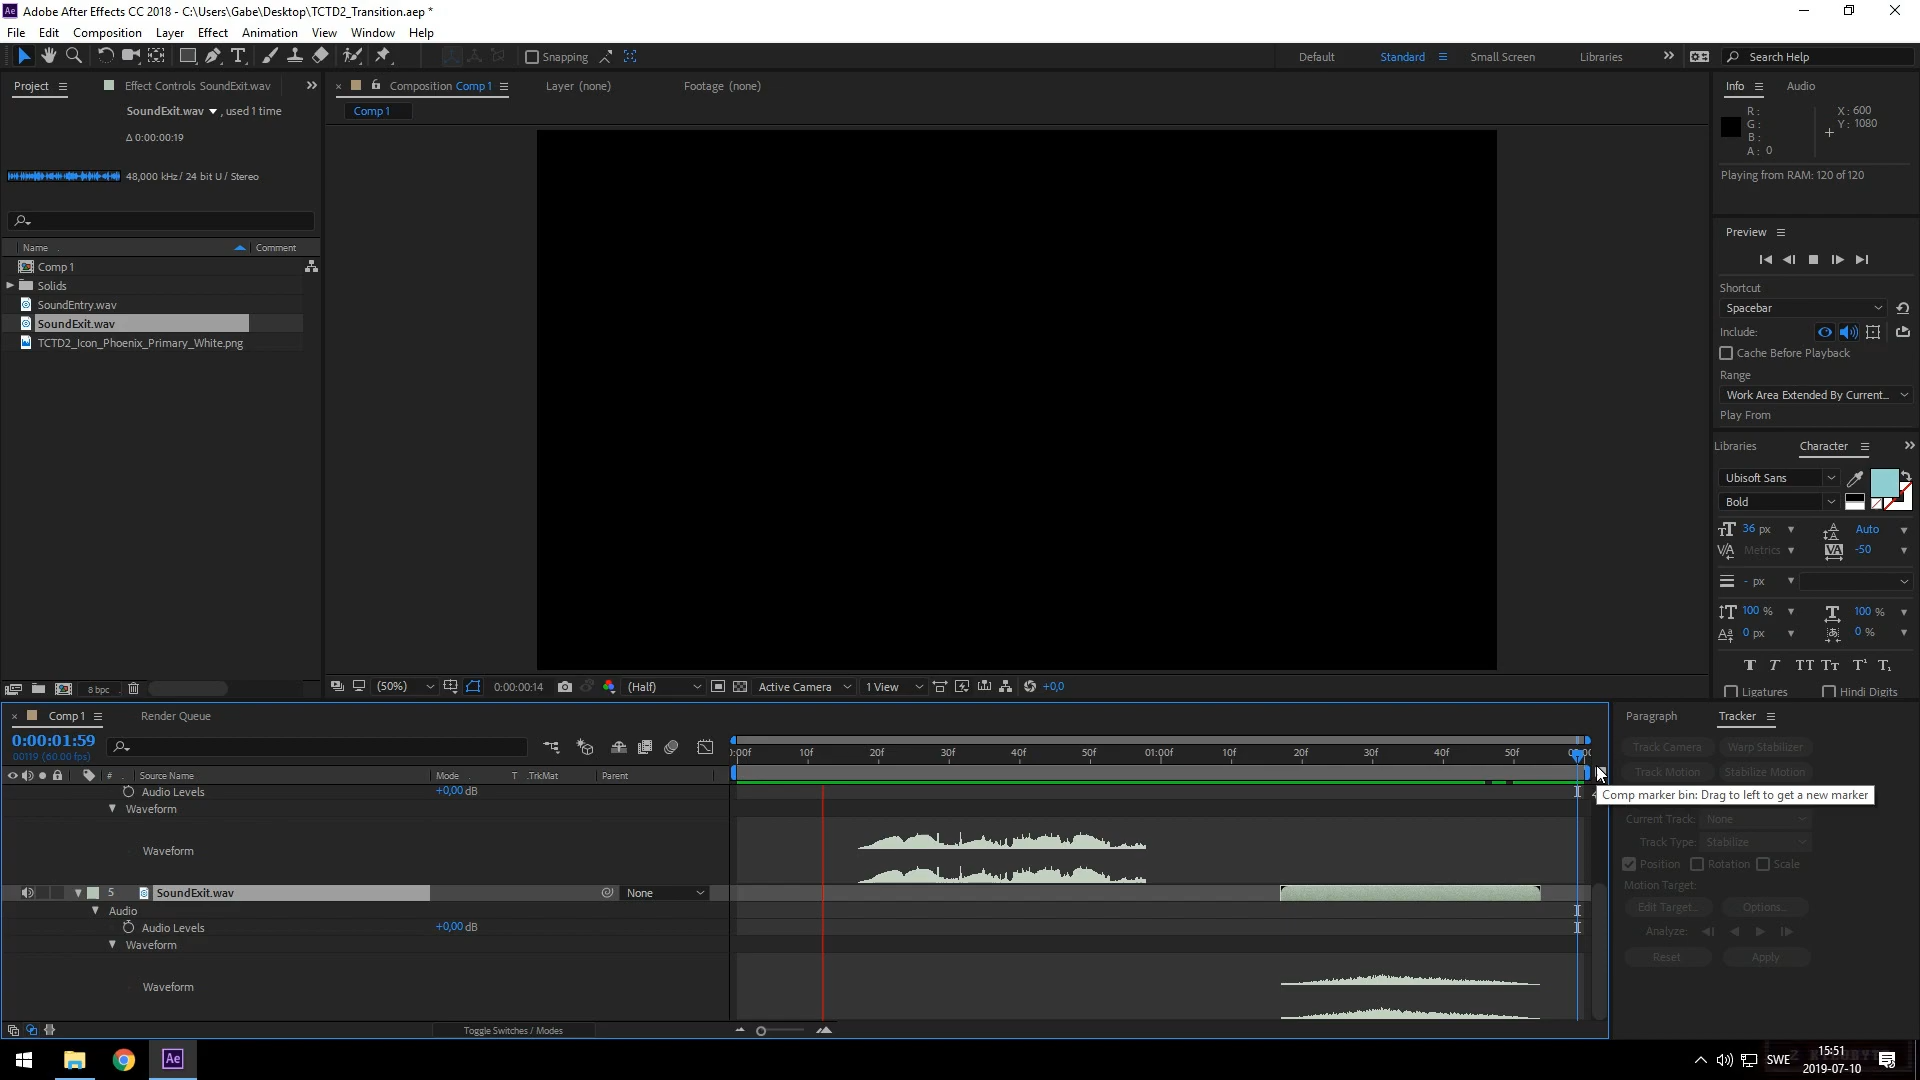 Adobe After Effects CC 2018 - C:\Users\Gabe\Desktop\TCTD2_Transition.aep *
File Edit Composition Layer Effect Animation View Window Help
Snapping
Default Standard Small Screen Libraries Search Help
Project Effect Controls SoundExit.wav
Composition Comp 1 Layer (none) Footage (none)
Info Audio
SoundExit.wav , used 1 time
Comp 1
Δ 0:00:00:19
R:
G:
B:
A: 0
X: 600
Y: 1080
48,000 kHz / 24 bit U / Stereo
Playing from RAM: 120 of 120
Name Comment
Comp 1
Solids
SoundEntry.wav
SoundExit.wav
TCTD2_Icon_Phoenix_Primary_White.png
Preview
Shortcut
Spacebar
Include:
Cache Before Playback
Range
Work Area Extended By Current...
Play From
Libraries Character
Ubisoft Sans
Bold
36 px Auto
Metrics -50
- px
100 % 100 %
0 px 0 %
Ligatures Hindi Digits
8 bpc
(50%) 0:00:00:14 (Half) Active Camera 1 View +0,0
Comp 1 Render Queue
0:00:01:59
00119 (60.00 fps)
:00f 10f 20f 30f 40f 50f 01:00f 10f 20f 30f 40f 50f
# Source Name Mode T .TrkMat Parent
Audio Levels +0,00 dB
Waveform
Waveform
5 SoundExit.wav None
Audio
Audio Levels +0,00 dB
Waveform
Waveform
Toggle Switches / Modes
Paragraph Tracker
Track Camera Warp Stabilizer
Track Motion Stabilize Motion
Comp marker bin: Drag to left to get a new marker
Current Track: None
Track Type: Stabilize
Position Rotation Scale
Motion Target:
Edit Target... Options...
Analyze:
Reset Apply
Ae
SWE
15:51
2019-07-10